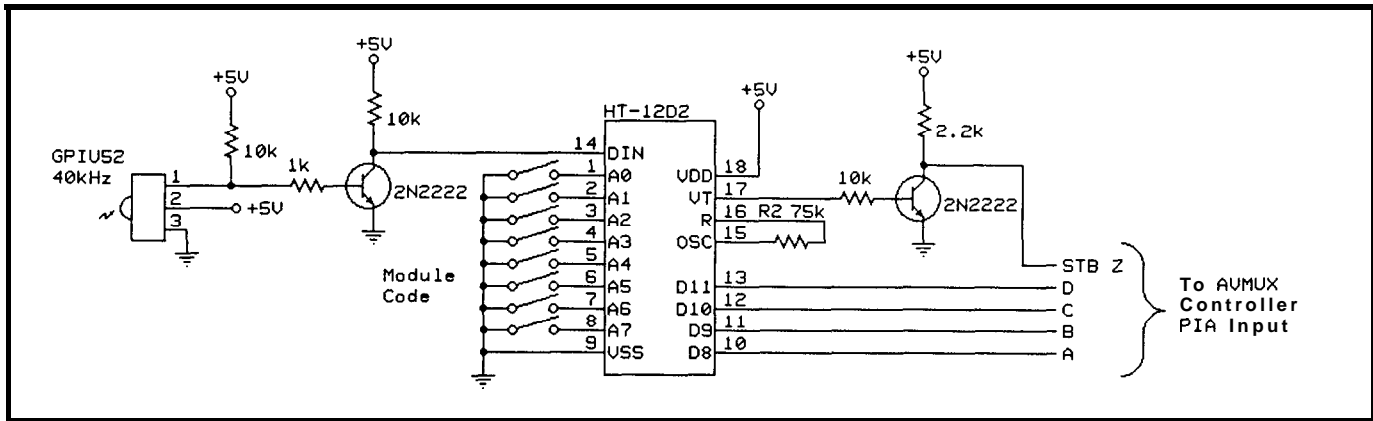 +5V
+5V
+5V
+5V
HT-12D2
10k
2.2k
10k
GPIU52
40kHz
1k
14
DIN
1
2
+5V
3
2N2222
1
A0
2
A1
3
A2
4
A3
5
A4
6
A5
7
A6
8
A7
9
VSS
Module
Code
VDD
18
VT
17
R
16
R2 75k
OSC
15
D11
13
D10
12
D9
11
D8
10
10k
2N2222
STB Z
D
C
B
A
To AVMUX
Controller
PIA Input